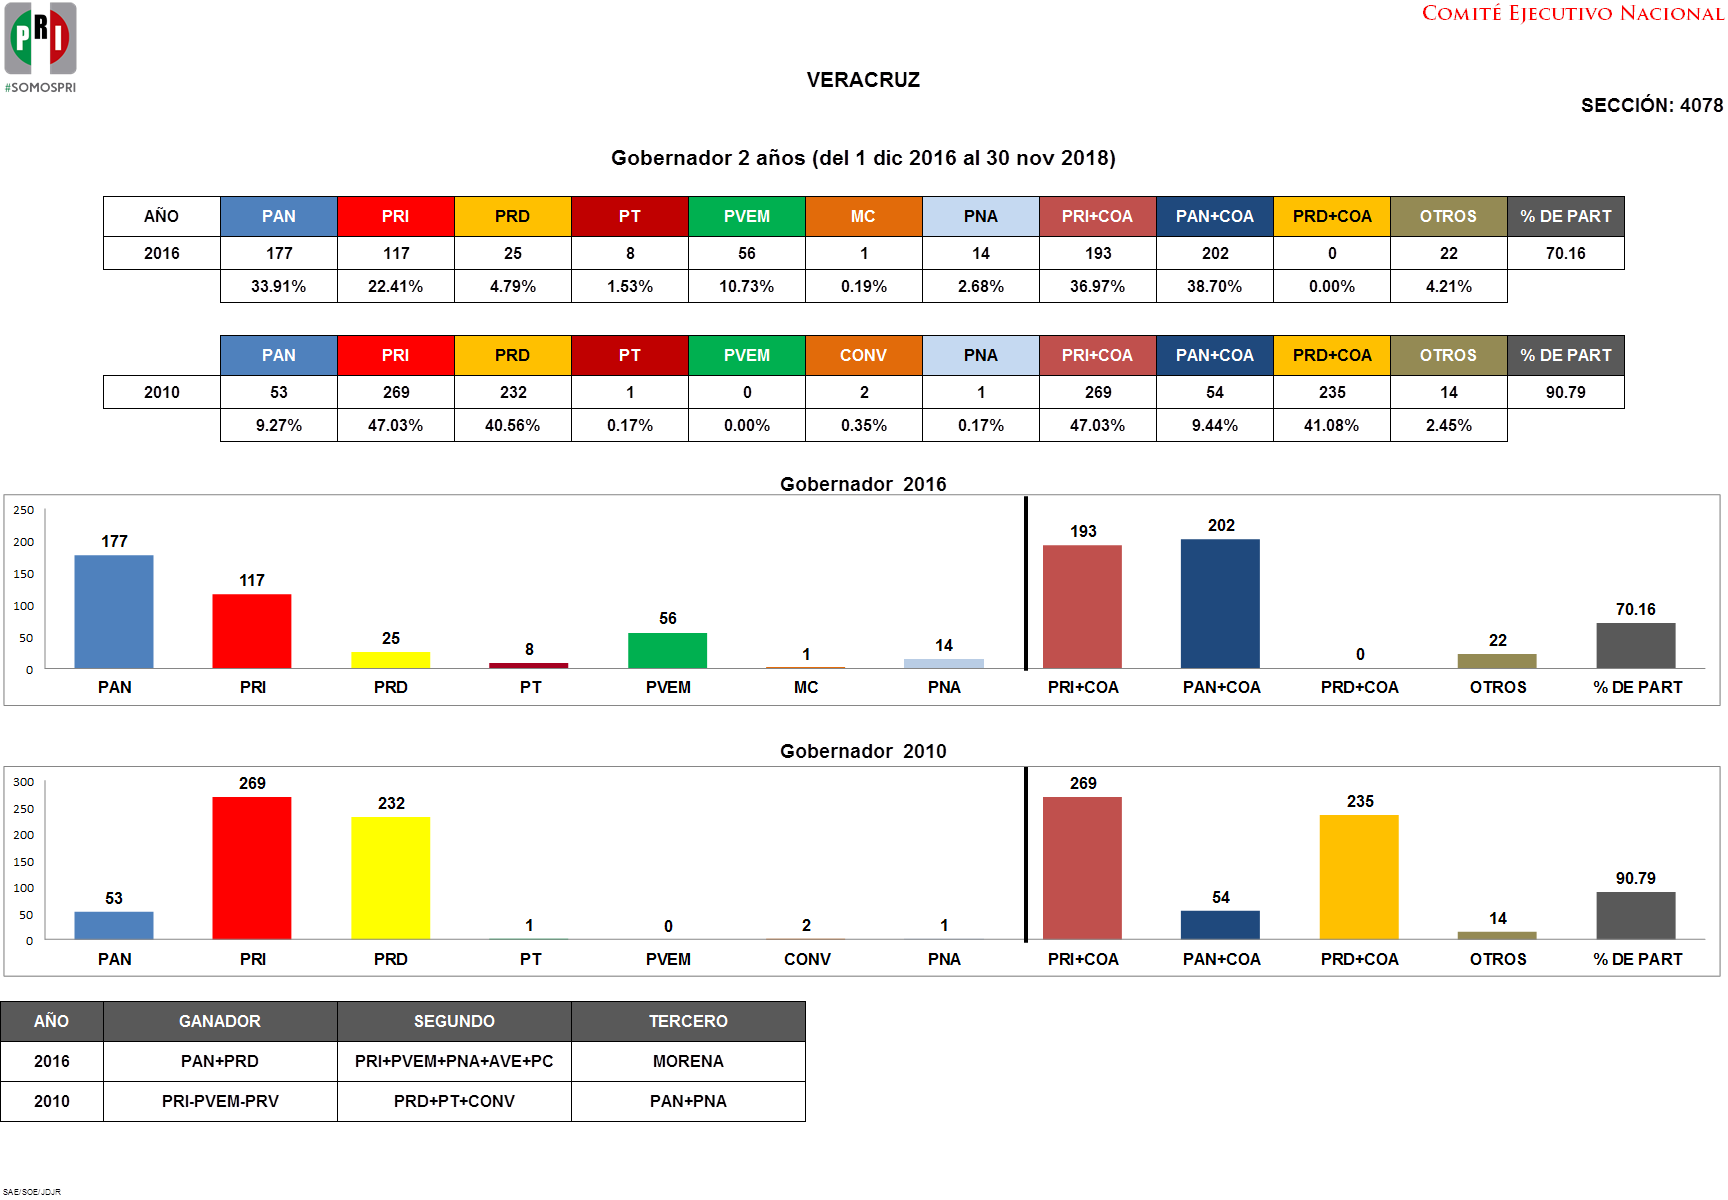 PRI
#SOMOSPRI
COMITÉ EJECUTIVO NACIONAL
VERACRUZ
SECCIÓN: 4078
Gobernador 2 años (del 1 dic 2016 al 30 nov 2018)
AÑO PAN PRI PRD PT PVEM MC PNA PRI+COA PAN+COA PRD+COA OTROS % DE PART
2016 177 117 25 8 56 1 14 193 202 0 22 70.16
33.91% 22.41% 4.79% 1.53% 10.73% 0.19% 2.68% 36.97% 38.70% 0.00% 4.21%
PAN PRI PRD PT PVEM CONV PNA PRI+COA PAN+COA PRD+COA OTROS % DE PART
2010 53 269 232 1 0 2 1 269 54 235 14 90.79
9.27% 47.03% 40.56% 0.17% 0.00% 0.35% 0.17% 47.03% 9.44% 41.08% 2.45%
Gobernador 2016
250
200
150
100
50
0
177 117 25 8 56 1 14 193 202 0 22 70.16
PAN PRI PRD PT PVEM MC PNA PRI+COA PAN+COA PRD+COA OTROS % DE PART
Gobernador 2010
300
250
200
150
100
50
0
53 269 232 1 0 2 1 269 54 235 14 90.79
PAN PRI PRD PT PVEM CONV PNA PRI+COA PAN+COA PRD+COA OTROS % DE PART
AÑO GANADOR SEGUNDO TERCERO
2016 PAN+PRD PRI+PVEM+PNA+AVE+PC MORENA
2010 PRI-PVEM-PRV PRD+PT+CONV PAN+PNA
SAE/SOE/JDJR